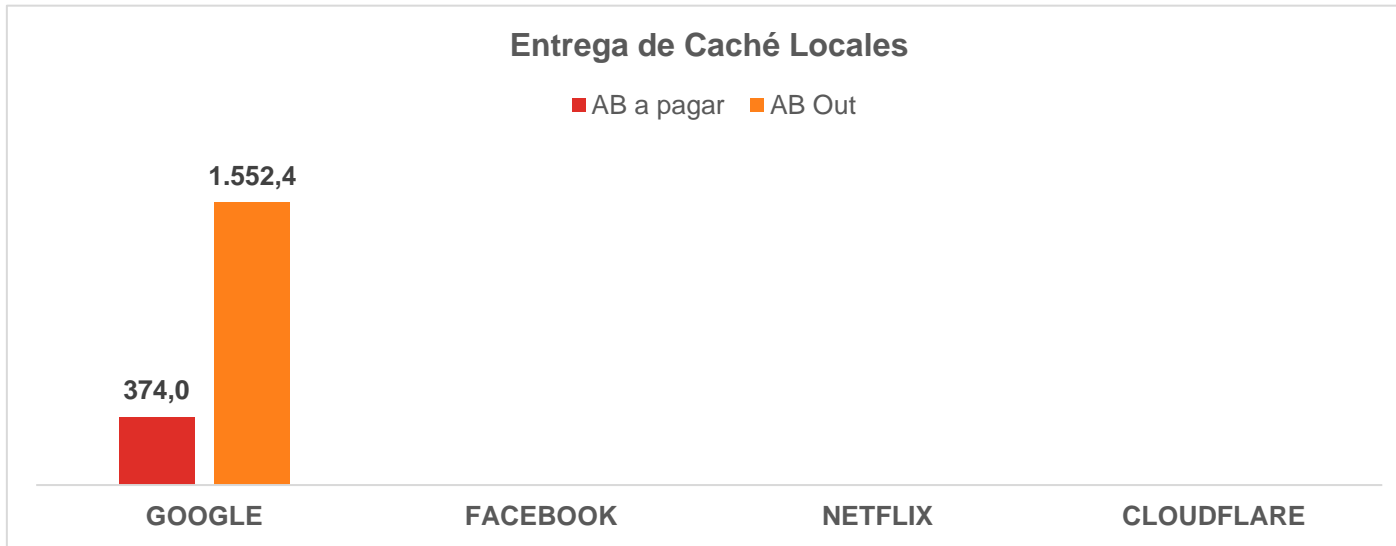 Entrega de Caché Locales
AB a pagar AB Out
1.552,4
374,0
GOOGLE FACEBOOK NETFLIX CLOUDFLARE